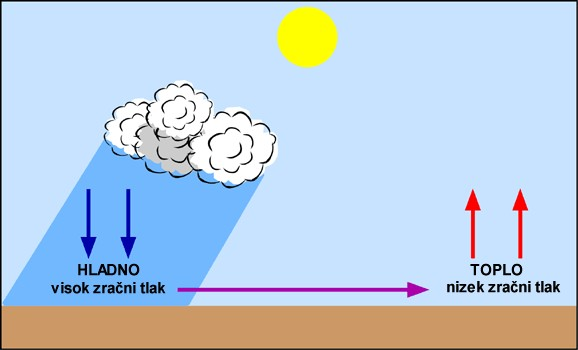 HLADNO
visok zračni tlak
TOPLO
nizek zračni tlak